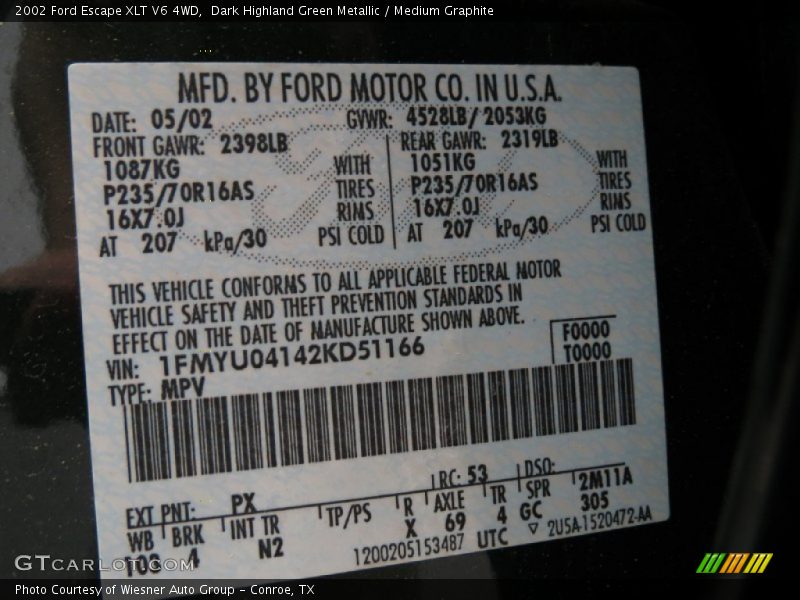 2002 Ford Escape XLT V6 4WD,  Dark Highland Green Metallic / Medium Graphite
MFD. BY FORD MOTOR CO. IN U.S.A.
DATE: 05/02 GVWR: 4528LB/ 2053KG
FRONT GAWR: 2398LB REAR GAWR: 2319LB
1087KG WITH 1051KG WITH
P235/70R16AS TIRES P235/70R16AS TIRES
16X7.0J RIMS 16X7.0J RIMS
AT 207 kPa/30 PSI COLD AT 207 kPa/30 PSI COLD
THIS VEHICLE CONFORMS TO ALL APPLICABLE FEDERAL MOTOR
VEHICLE SAFETY AND THEFT PREVENTION STANDARDS IN
EFFECT ON THE DATE OF MANUFACTURE SHOWN ABOVE.
F0000
VIN: 1FMYU04142KD51166 T0000
TYPE: MPV
EXT PNT: PX RC: 53 DSO:
WB BRK INT TR TP/PS R AXLE TR SPR 2M11A
103 4 N2 X 69 4 GC 305
1200205153487 UTC ▽ 2U5A-1520472-AA
GTCARLOT.COM
Photo Courtesy of Wiesner Auto Group - Conroe, TX